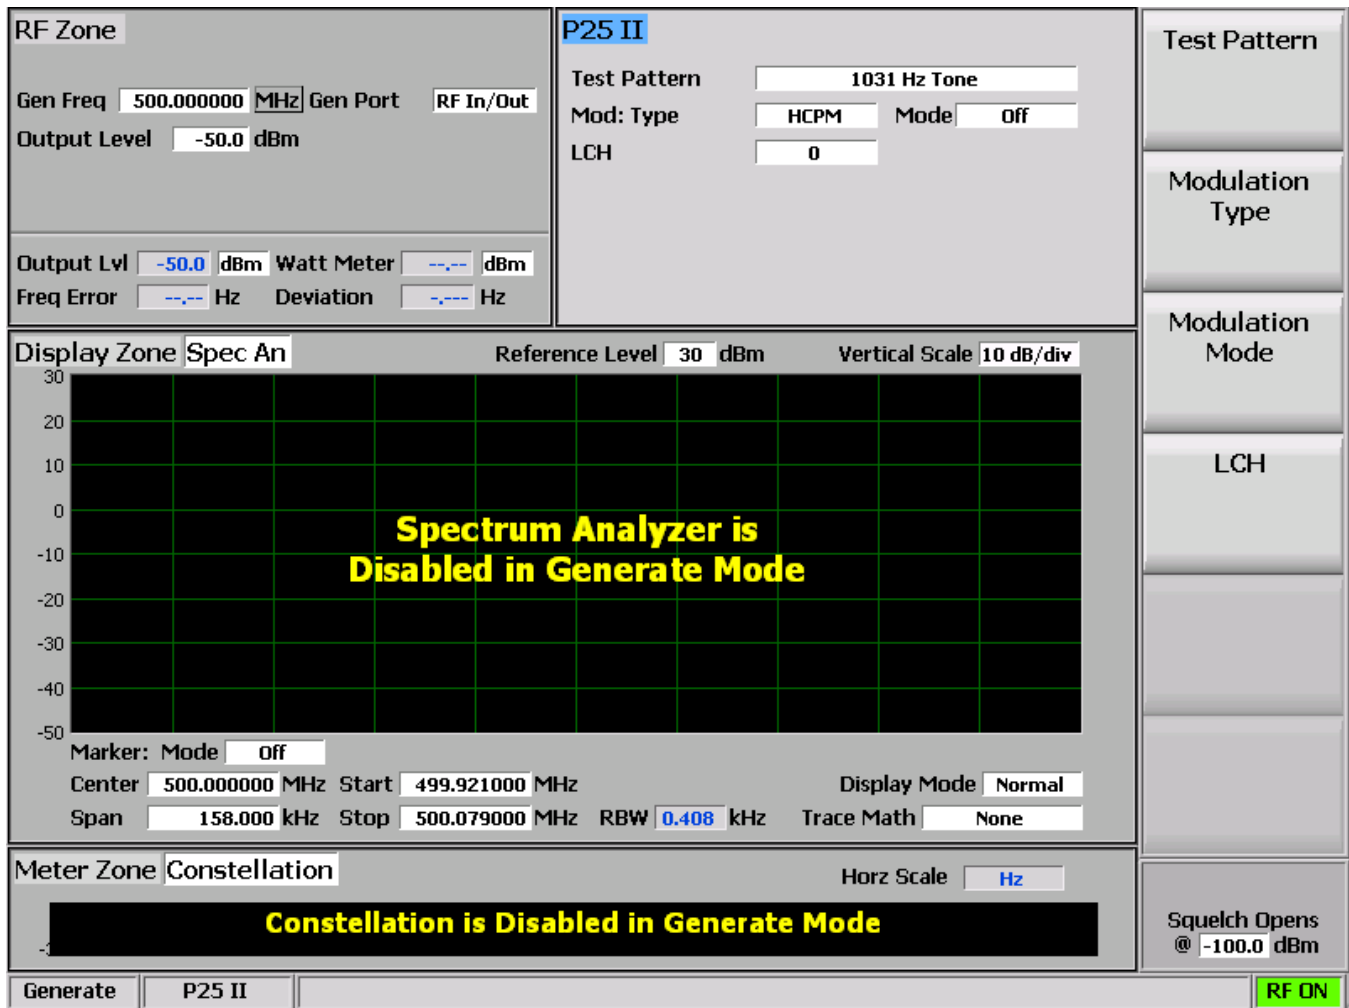 RF Zone
Gen Freq 500.000000 MHz Gen Port RF In/Out
Output Level -50.0 dBm
Output Lvl -50.0 dBm Watt Meter --.-- dBm
Freq Error --.-- Hz Deviation -.--- Hz
P25 II
Test Pattern 1031 Hz Tone
Mod: Type HCPM Mode Off
LCH 0
Display Zone Spec An Reference Level 30 dBm Vertical Scale 10 dB/div
30
20
10
0
-10
-20
-30
-40
-50
Spectrum Analyzer is
Disabled in Generate Mode
Marker: Mode Off
Center 500.000000 MHz Start 499.921000 MHz Display Mode Normal
Span 158.000 kHz Stop 500.079000 MHz RBW 0.408 kHz Trace Math None
Meter Zone Constellation Horz Scale Hz
Constellation is Disabled in Generate Mode
Test Pattern
Modulation
Type
Modulation
Mode
LCH
Squelch Opens
@ -100.0 dBm
Generate P25 II RF ON